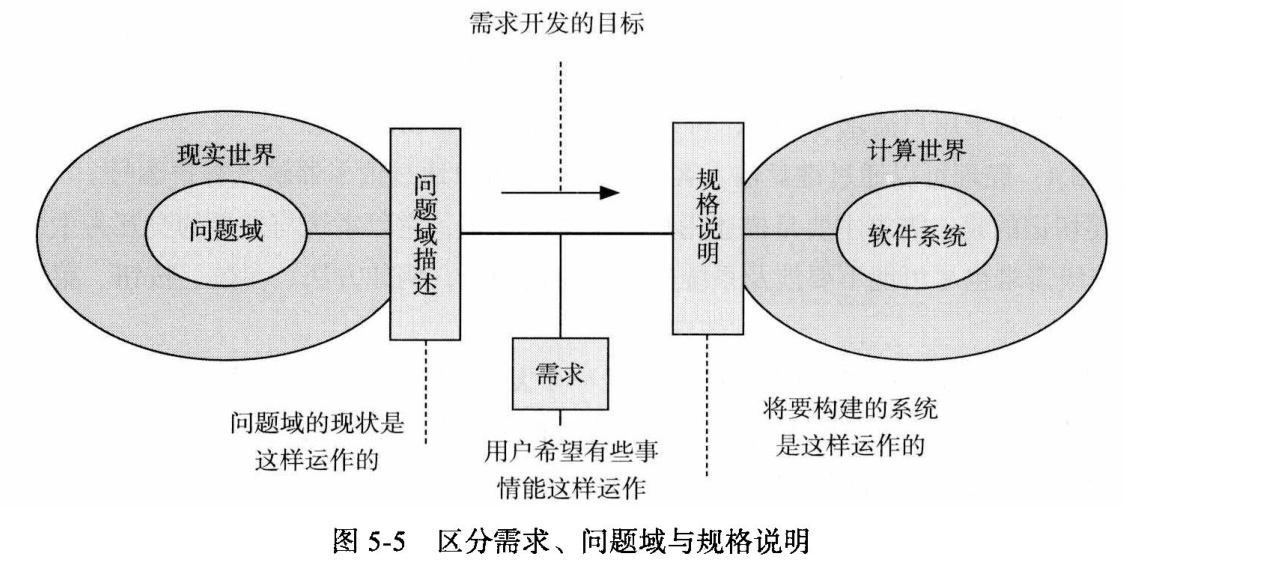 需求开发的目标
现实世界
问题域
问题域描述
规格说明
计算世界
软件系统
需求
问题域的现状是
这样运作的
用户希望有些事
情能这样运作
将要构建的系统
是这样运作的
图 5-5 区分需求、问题域与规格说明